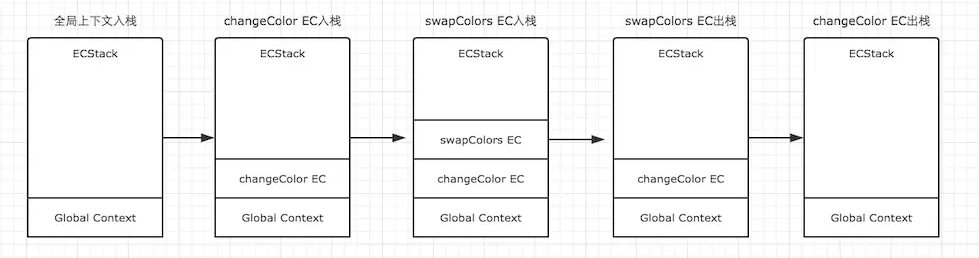 全局上下文入栈
changeColor EC入栈
swapColors EC入栈
swapColors EC出栈
changeColor EC出栈
ECStack
ECStack
ECStack
ECStack
ECStack
swapColors EC
changeColor EC
changeColor EC
changeColor EC
Global Context
Global Context
Global Context
Global Context
Global Context